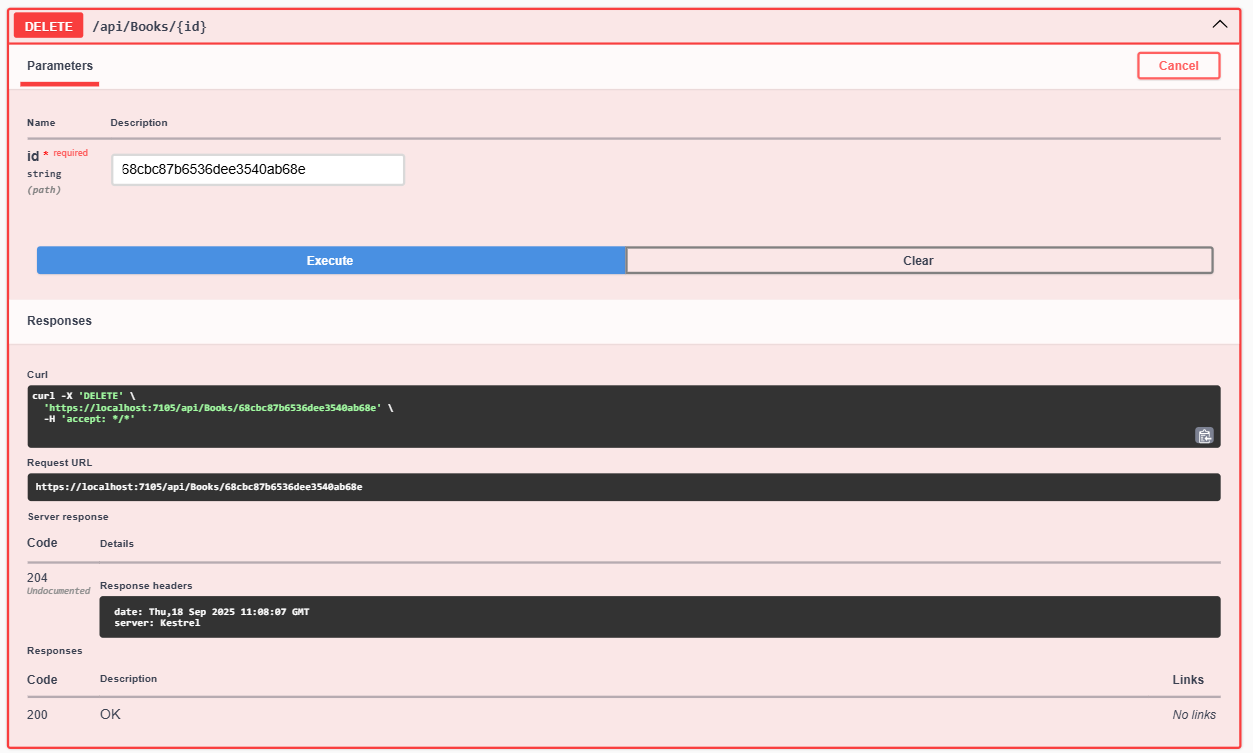 DELETE /api/Books/{id}
Parameters
Cancel
Name Description
id * required
string
(path)
68cbc87b6536dee3540ab68e
Execute Clear
Responses
Curl
curl -X 'DELETE' \
'https://localhost:7105/api/Books/68cbc87b6536dee3540ab68e' \
-H 'accept: */*'
Request URL
https://localhost:7105/api/Books/68cbc87b6536dee3540ab68e
Server response
Code Details
204
Undocumented
Response headers
date: Thu,18 Sep 2025 11:08:07 GMT
server: Kestrel
Responses
Code Description Links
200 OK No links